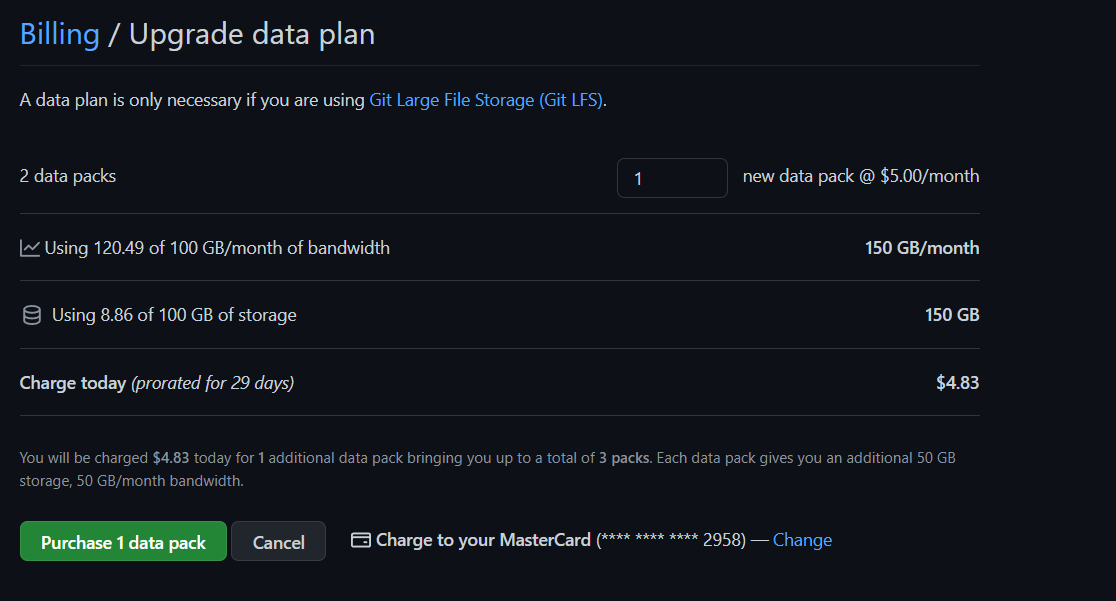 Billing / Upgrade data plan
A data plan is only necessary if you are using Git Large File Storage (Git LFS).
2 data packs 1 new data pack @ $5.00/month
Using 120.49 of 100 GB/month of bandwidth 150 GB/month
Using 8.86 of 100 GB of storage 150 GB
Charge today (prorated for 29 days) $4.83
You will be charged $4.83 today for 1 additional data pack bringing you up to a total of 3 packs. Each data pack gives you an additional 50 GB
storage, 50 GB/month bandwidth.
Purchase 1 data pack Cancel Charge to your MasterCard (**** **** **** 2958) — Change